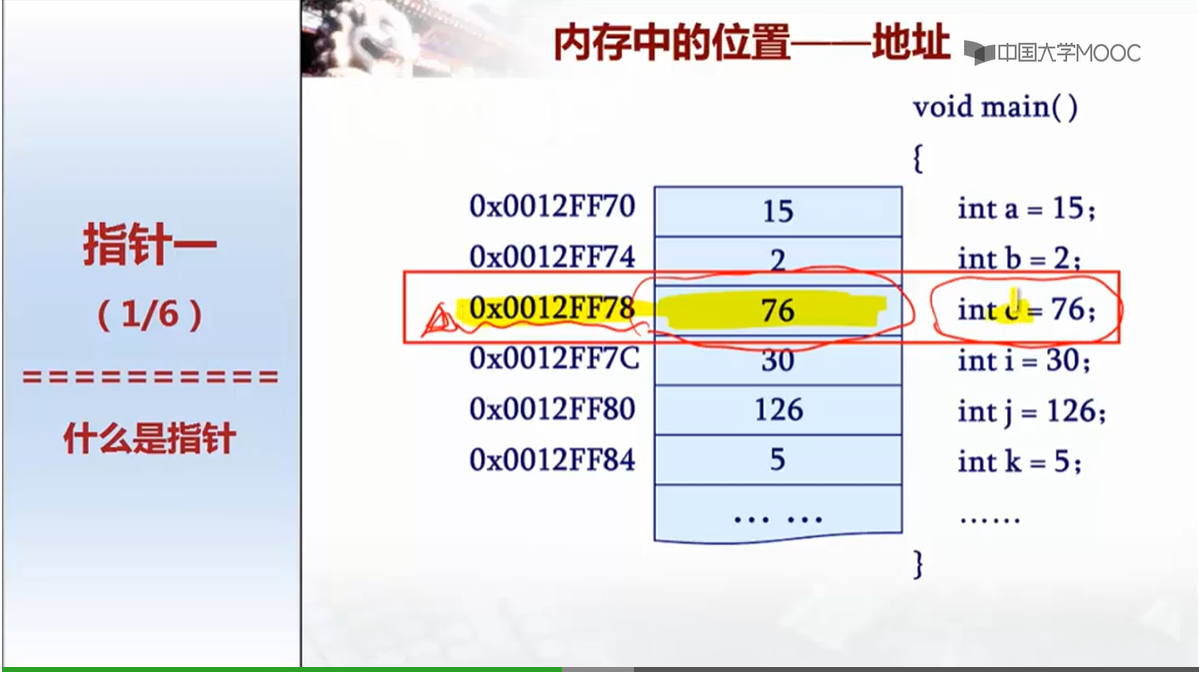 内存中的位置——地址
中国大学MOOC
指针一
（1/6）
==========
什么是指针
void main( )
{
0x0012FF70 15 int a = 15;
0x0012FF74 2 int b = 2;
0x0012FF78 76 int c = 76;
0x0012FF7C 30 int i = 30;
0x0012FF80 126 int j = 126;
0x0012FF84 5 int k = 5;
… … ……
}